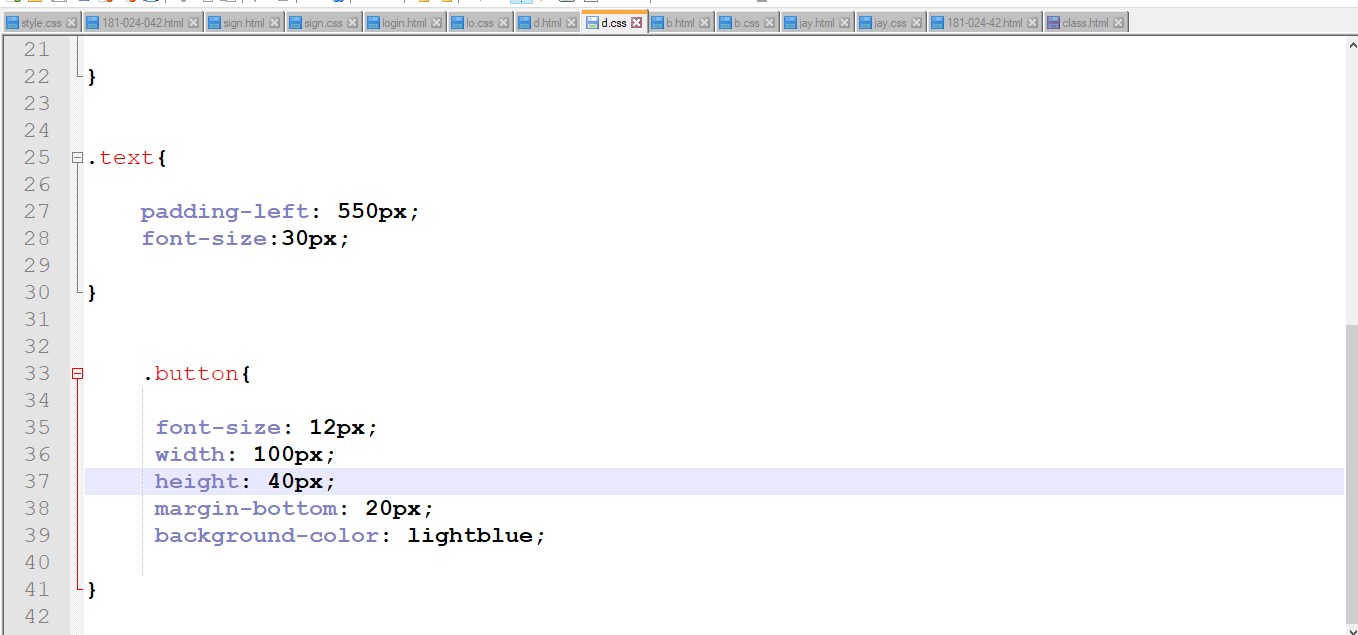 style.css 181-024-042.html sign.html sign.css login.html lo.css d.html d.css b.html b.css jay.html jay.css 181-024-42.html class.html
21
22 }
23
24
25 .text{
26
27 padding-left: 550px;
28 font-size:30px;
29
30 }
31
32
33 .button{
34
35 font-size: 12px;
36 width: 100px;
37 height: 40px;
38 margin-bottom: 20px;
39 background-color: lightblue;
40
41 }
42